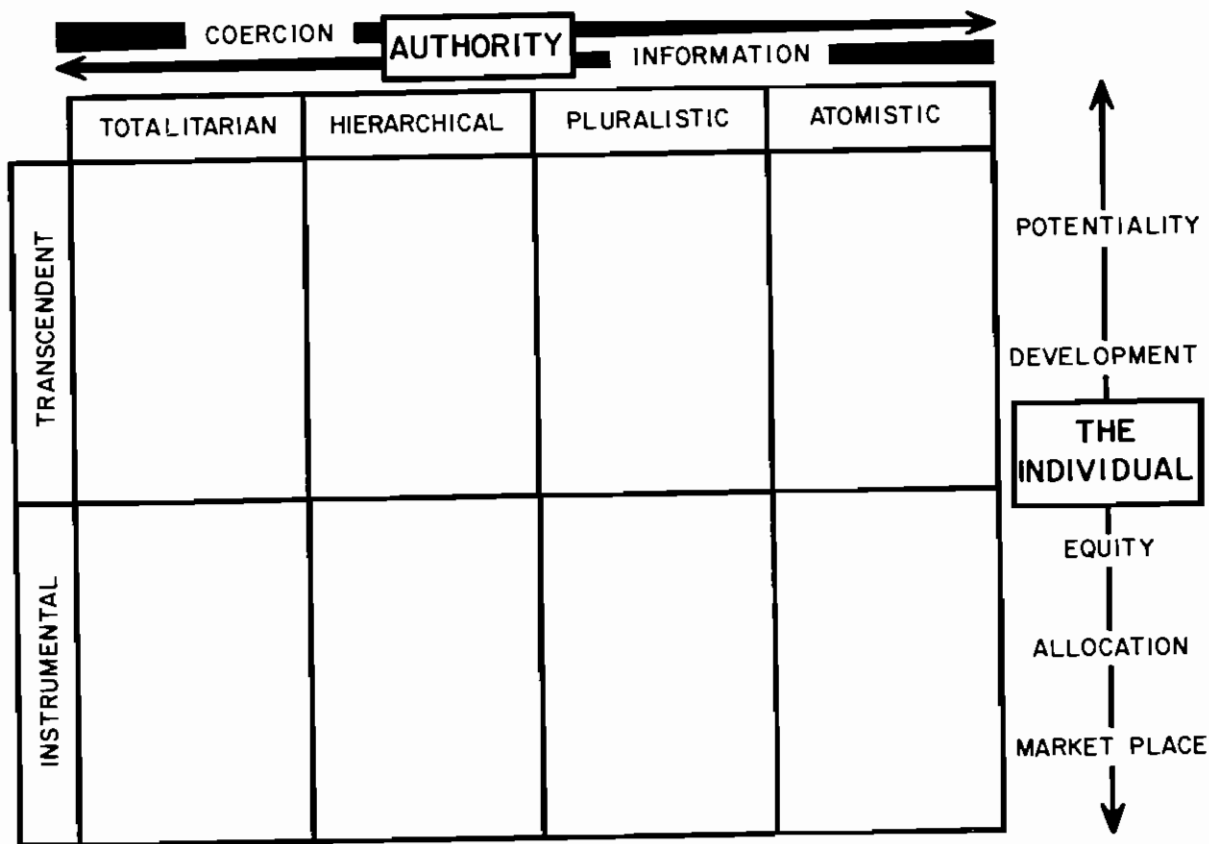 COERCION
AUTHORITY
INFORMATION
TOTALITARIAN
HIERARCHICAL
PLURALISTIC
ATOMISTIC
TRANSCENDENT
INSTRUMENTAL
POTENTIALITY
DEVELOPMENT
THE
INDIVIDUAL
EQUITY
ALLOCATION
MARKET PLACE